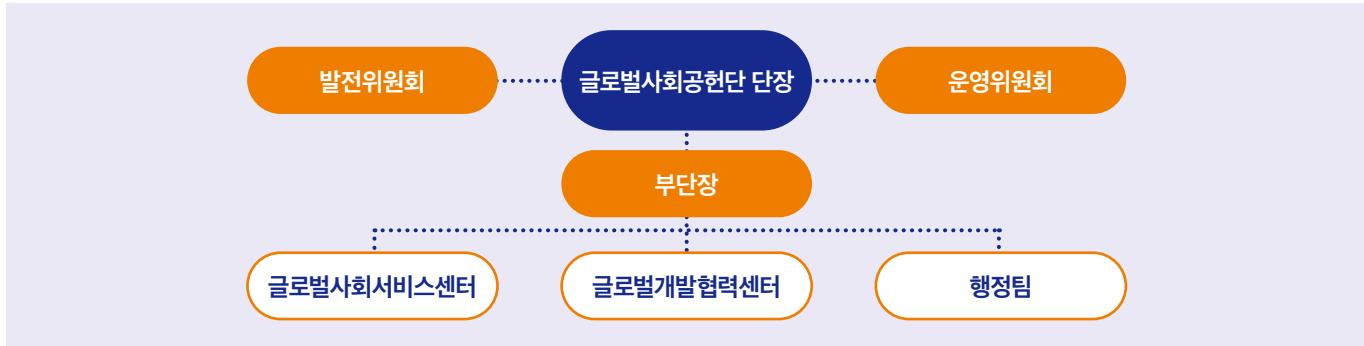 발전위원회
글로벌사회공헌단 단장
운영위원회
부단장
글로벌사회서비스센터
글로벌개발협력센터
행정팀